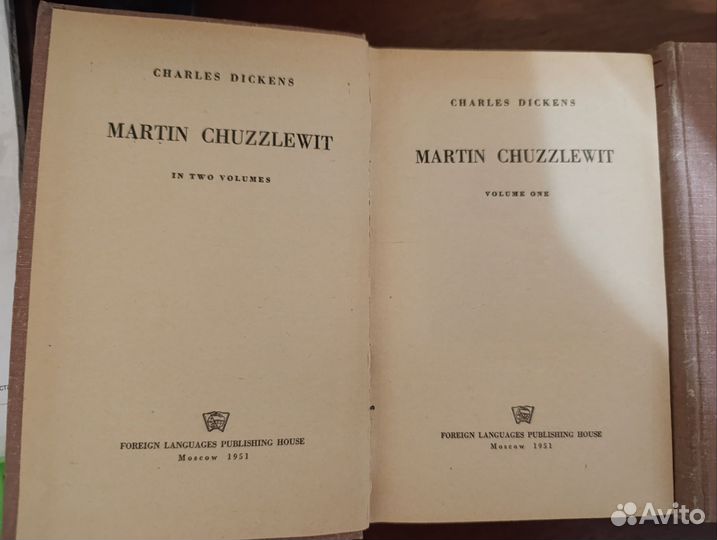 CHARLES DICKENS
MARTIN CHUZZLEWIT
IN TWO VOLUMES
FOREIGN LANGUAGES PUBLISHING HOUSE
Moscow 1951
CHARLES DICKENS
MARTIN CHUZZLEWIT
VOLUME ONE
FOREIGN LANGUAGES PUBLISHING HOUSE
Moscow 1951
Avito